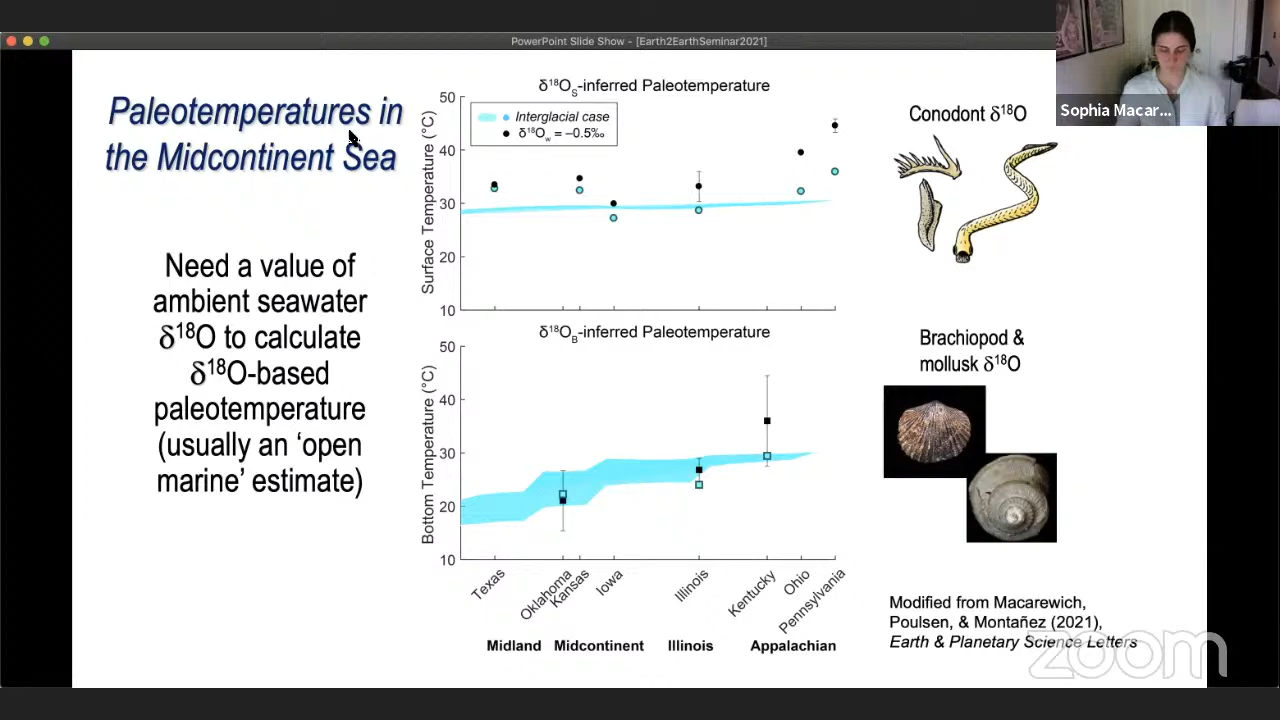 PowerPoint Slide Show - [Earth2EarthSeminar2021]
Sophia Macar...
Paleotemperatures in
the Midcontinent Sea
Need a value of
ambient seawater
δ¹⁸O to calculate
δ¹⁸O-based
paleotemperature
(usually an ‘open
marine’ estimate)
δ¹⁸Oₛ-inferred Paleotemperature
Surface Temperature (°C)
50
40
30
20
10
Interglacial case
δ¹⁸O_w = –0.5‰
δ¹⁸O_B-inferred Paleotemperature
Bottom Temperature (°C)
50
40
30
20
10
Texas
Oklahoma
Kansas
Iowa
Illinois
Kentucky
Ohio
Pennsylvania
Midland Midcontinent Illinois Appalachian
Conodont δ¹⁸O
Brachiopod &
mollusk δ¹⁸O
Modified from Macarewich,
Poulsen, & Montañez (2021),
Earth & Planetary Science Letters
zoom